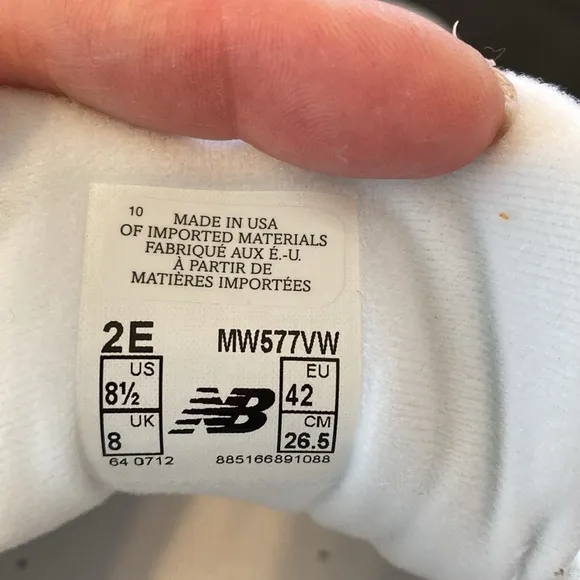 10
MADE IN USA
OF IMPORTED MATERIALS
FABRIQUÉ AUX É.-U.
À PARTIR DE
MATIÈRES IMPORTÉES
2E MW577VW
US
8½
EU
42
UK
8
NB
CM
26.5
64 0712 885166891088